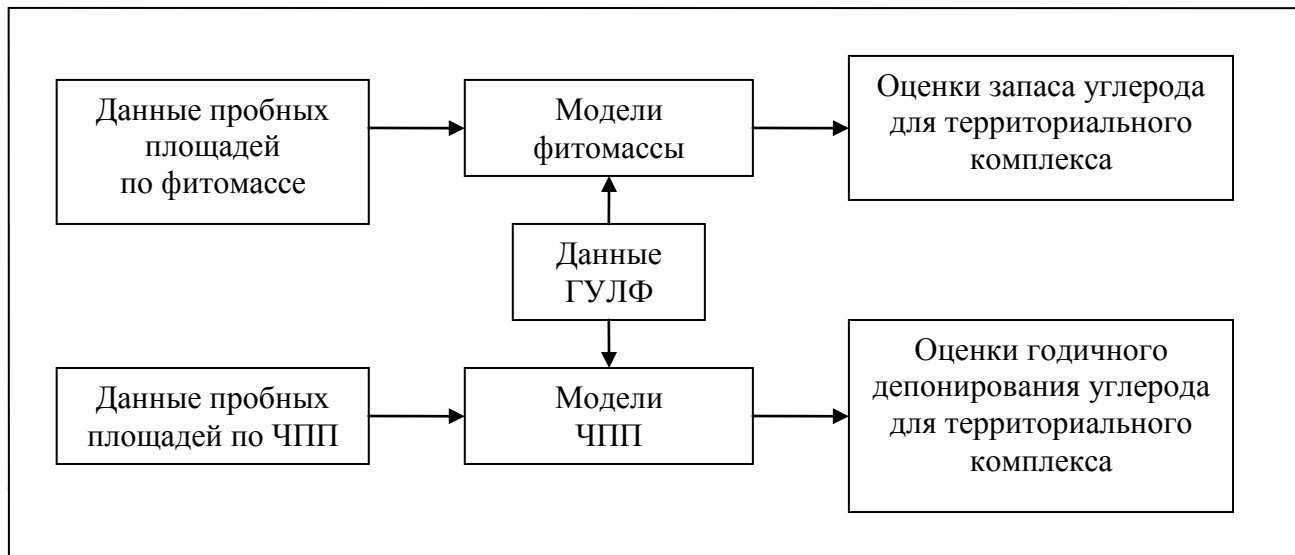 Данные пробных
площадей
по фитомассе
Модели
фитомассы
Оценки запаса углерода
для территориального
комплекса
Данные
ГУЛФ
Данные пробных
площадей по ЧПП
Модели
ЧПП
Оценки годичного
депонирования углерода
для территориального
комплекса